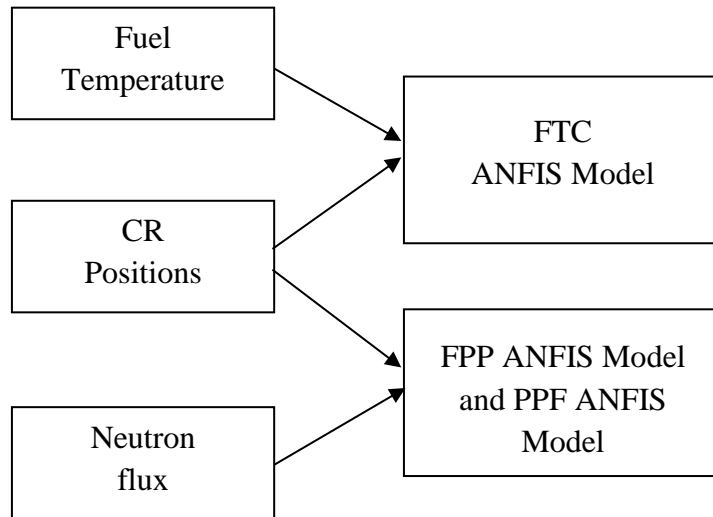 Fuel
Temperature
FTC
ANFIS Model
CR
Positions
FPP ANFIS Model
and PPF ANFIS
Model
Neutron
flux